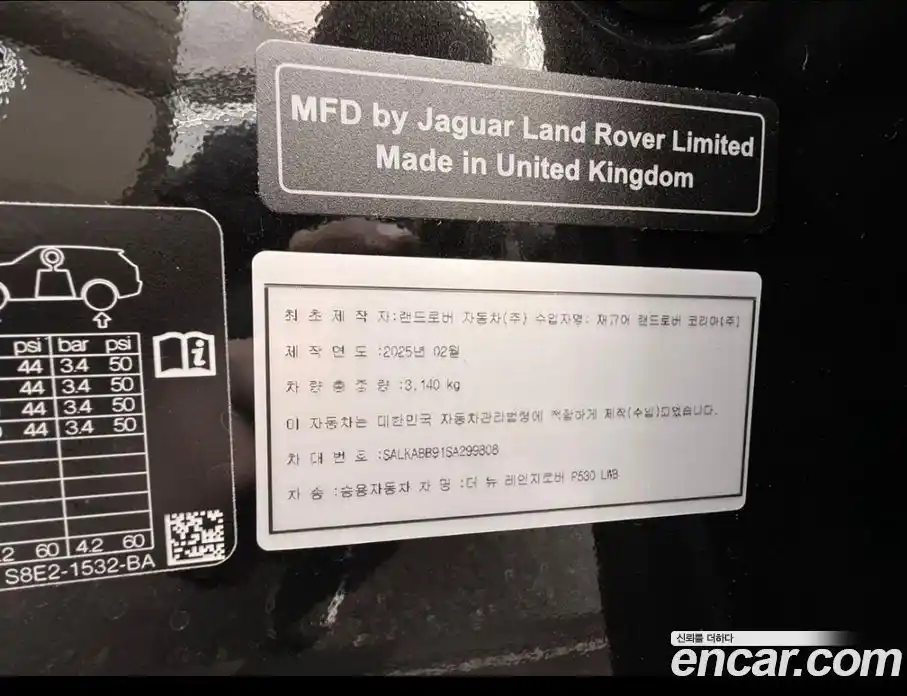 MFD by Jaguar Land Rover Limited
Made in United Kingdom
최초 제작자:랜드로버 자동차(주) 수입자명: 재규어 랜드로버 코리아(주)
제작연도 :2025년 02월
차량총중량 :3,140 kg
이 자동차는 대한민국 자동차관리법령에 적합하게 제작(수입)되었습니다.
차대번호 :SALKABB91SA299808
차종 :승용자동차 차명 :더 뉴 레인지로버 P530 LWB
psi bar psi
44 3.4 50
44 3.4 50
44 3.4 50
44 3.4 50
60 4.2 60
S8E2-1532-BA
신뢰를 더하다
encar.com